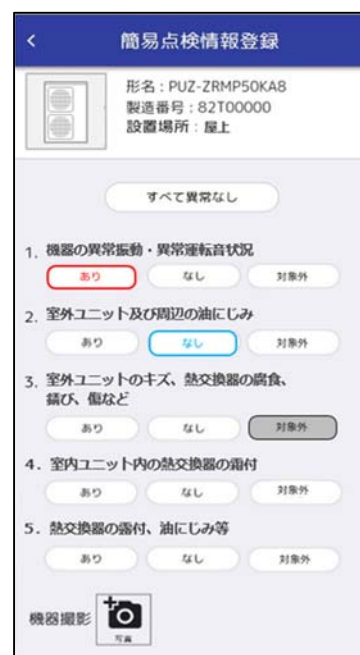 簡易点検情報登録
形名：PUZ-ZRMP50KA8
製造番号：82T00000
設置場所：屋上
すべて異常なし
1. 機器の異常振動・異常運転音状況
あり なし 対象外
2. 室外ユニット及び周辺の油にじみ
あり なし 対象外
3. 室外ユニットのキズ、熱交換器の腐食、
錆び、傷など
あり なし 対象外
4. 室内ユニット内の熱交換器の霜付
あり なし 対象外
5. 熱交換器の露付、油にじみ等
あり なし 対象外
機器撮影
写真